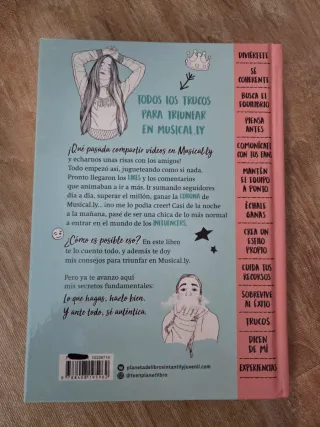 TODOS LOS TRUCOS
PARA TRIUNFAR
EN MUSICAL.LY
¡Qué pasada compartir vídeos en Musical.ly
y echarnos unas risas con los amigos!
Todo empezó así, jugueteando como si nada.
Pronto llegaron los LIKES y los comentarios
que animaban a ir a más. Ir sumando seguidores
día a día, superar el millón, ganar la CORONA de
Musical.ly... ¡no me lo podía creer! Casi de la noche
a la mañana, pasé de ser una chica de lo más normal
a entrar en el mundo de los INFLUENCERS.
¿Cómo es posible eso? En este libro
te lo cuento todo, y además te doy
mis consejos para triunfar en Musical.ly.
Pero ya te avanzo aquí
mis secretos fundamentales:
Lo que hagas, hazlo bien.
Y ante todo, sé auténtica.
planetadelibrosinfantilyjuvenil.com
@teenplanetlibro
DIVIÉRTETE
SÉ
COHERENTE
BUSCA EL
EQUILIBRIO
PIENSA
ANTES
COMUNÍCATE
CON TUS FANS
MANTÉN
EL EQUIPO
A PUNTO
ÉCHALE
GANAS
CREA UN
ESTILO
PROPIO
CUIDA TUS
RECURSOS
SOBREVIVE
AL ÉXITO
TRUCOS
DICEN
DE MÍ
EXPERIENCIAS